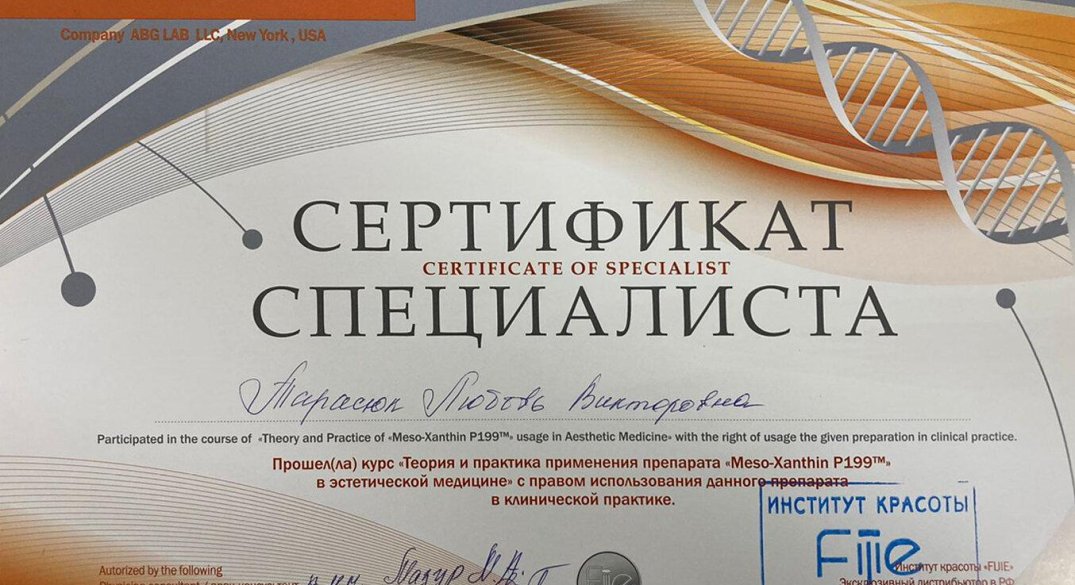 Company ABG LAB LLC, New York , USA
СЕРТИФИКАТ
CERTIFICATE OF SPECIALIST
СПЕЦИАЛИСТА
Тарасюк Любовь Викторовна
Participated in the course of «Theory and Practice of «Meso-Xanthin P199™» usage in Aesthetic Medicine» with the right of usage the given preparation in clinical practice.
Прошел(ла) курс «Теория и практика применения препарата «Meso-Xanthin P199™»
в эстетической медицине» с правом использования данного препарата
в клинической практике.
ИНСТИТУТ КРАСОТЫ
Fijie
Autorized by the following
Мазур М.А.
Институт красоты «FIJIE»
Эксклюзивный дистрибьютор в РФ